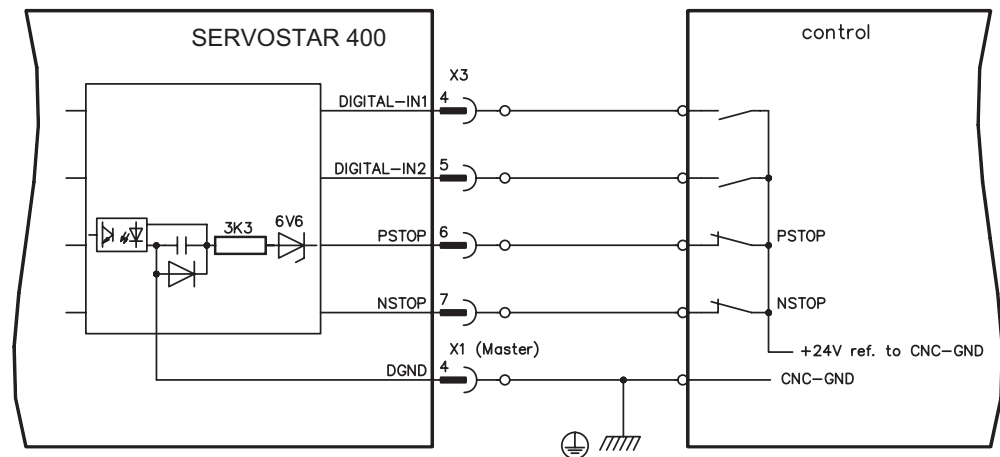 SERVOSTAR 400
control
X3
DIGITAL-IN1
4
DIGITAL-IN2
5
3K3
6V6
PSTOP
6
PSTOP
NSTOP
7
NSTOP
X1 (Master)
+24V ref. to CNC-GND
DGND
4
CNC-GND